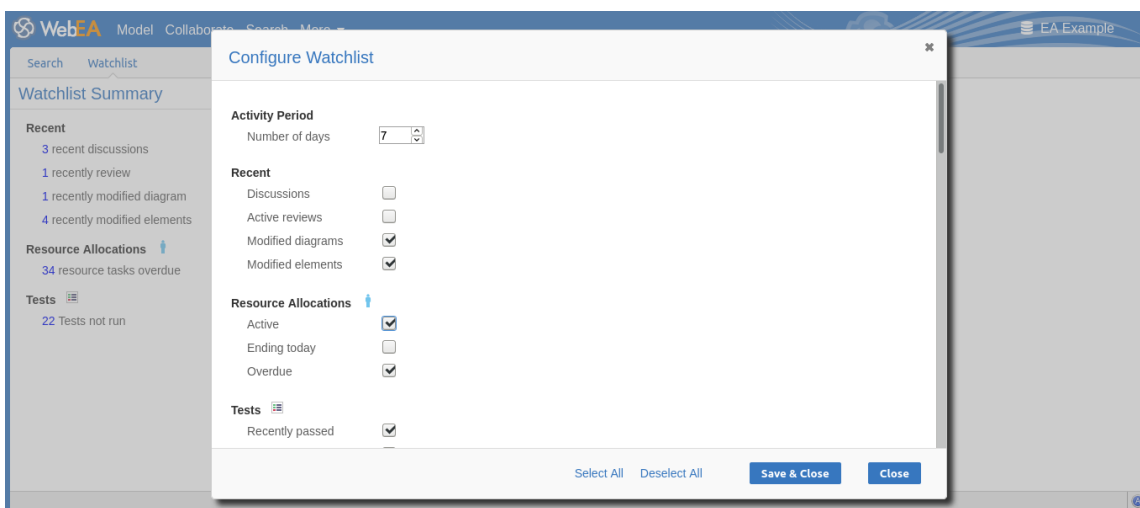 WebEA Model Collaborate Search More EA Example
Search Watchlist
Watchlist Summary
Recent
3 recent discussions
1 recently review
1 recently modified diagram
4 recently modified elements
Resource Allocations
34 resource tasks overdue
Tests
22 Tests not run
Configure Watchlist
Activity Period
Number of days 7
Recent
Discussions
Active reviews
Modified diagrams
Modified elements
Resource Allocations
Active
Ending today
Overdue
Tests
Recently passed
Select All Deselect All Save & Close Close